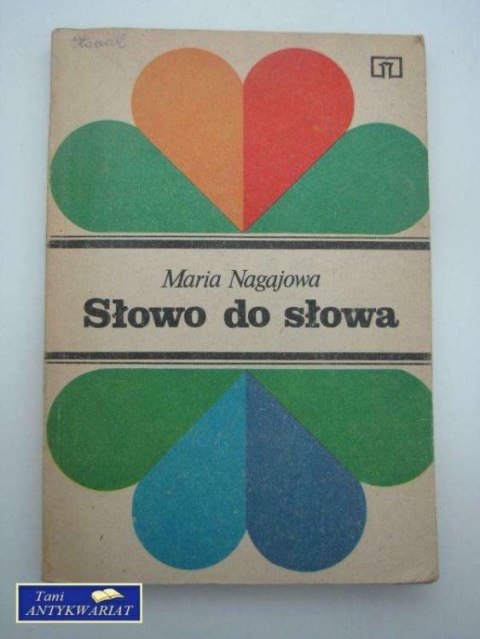 Maria Nagajowa
Słowo do słowa
Tani
ANTYKWARIAT